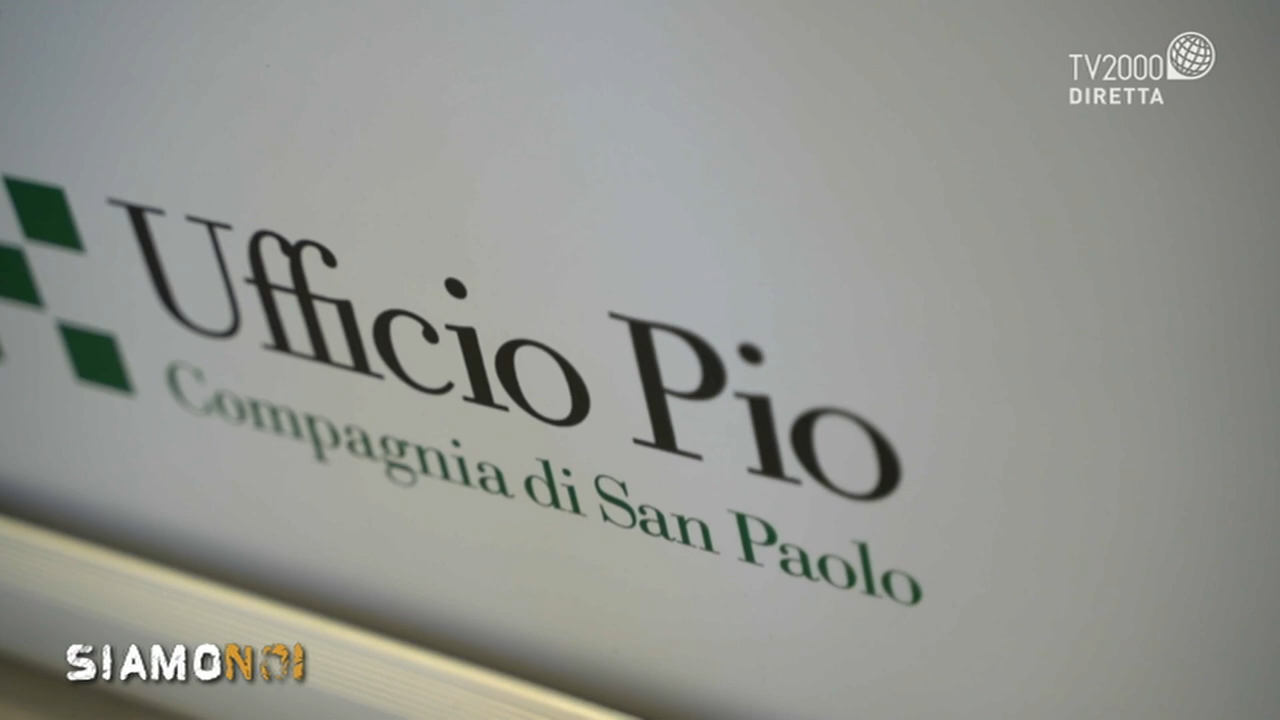 TV2000
DIRETTA
Ufficio Pio
Compagnia di San Paolo
SIAMONOI